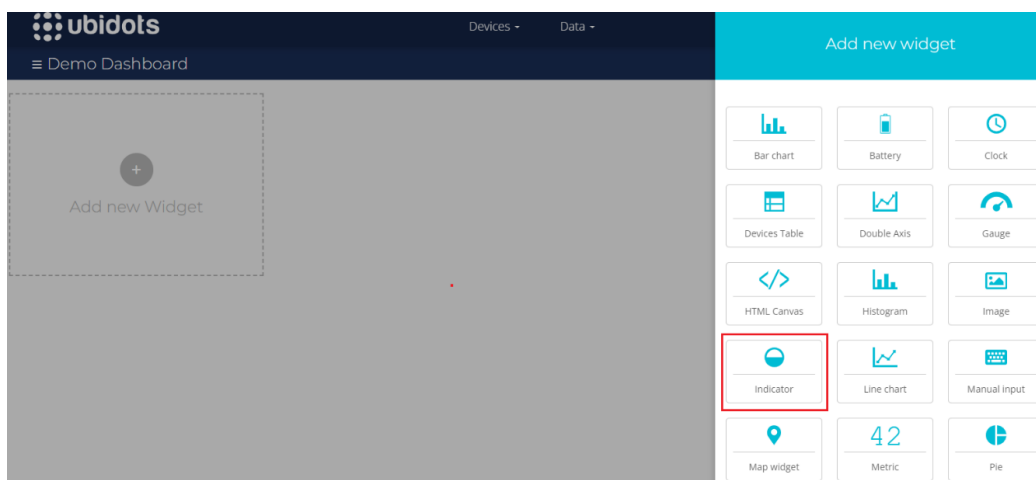 ubidots
Devices
Data
Demo Dashboard
Add new Widget
Add new widget
Bar chart
Battery
Clock
Devices Table
Double Axis
Gauge
HTML Canvas
Histogram
Image
Indicator
Line chart
Manual input
42
Map widget
Metric
Pie